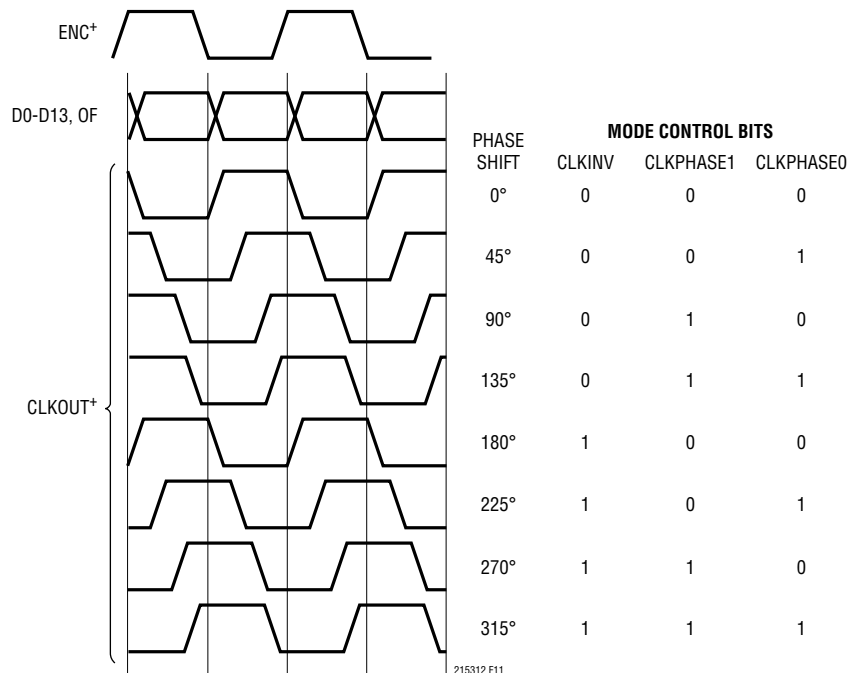 ENC+
D0-D13, OF
PHASE SHIFT
MODE CONTROL BITS
CLKINV CLKPHASE1 CLKPHASE0
0° 0 0 0
45° 0 0 1
90° 0 1 0
135° 0 1 1
CLKOUT+
180° 1 0 0
225° 1 0 1
270° 1 1 0
315° 1 1 1
215312 F11